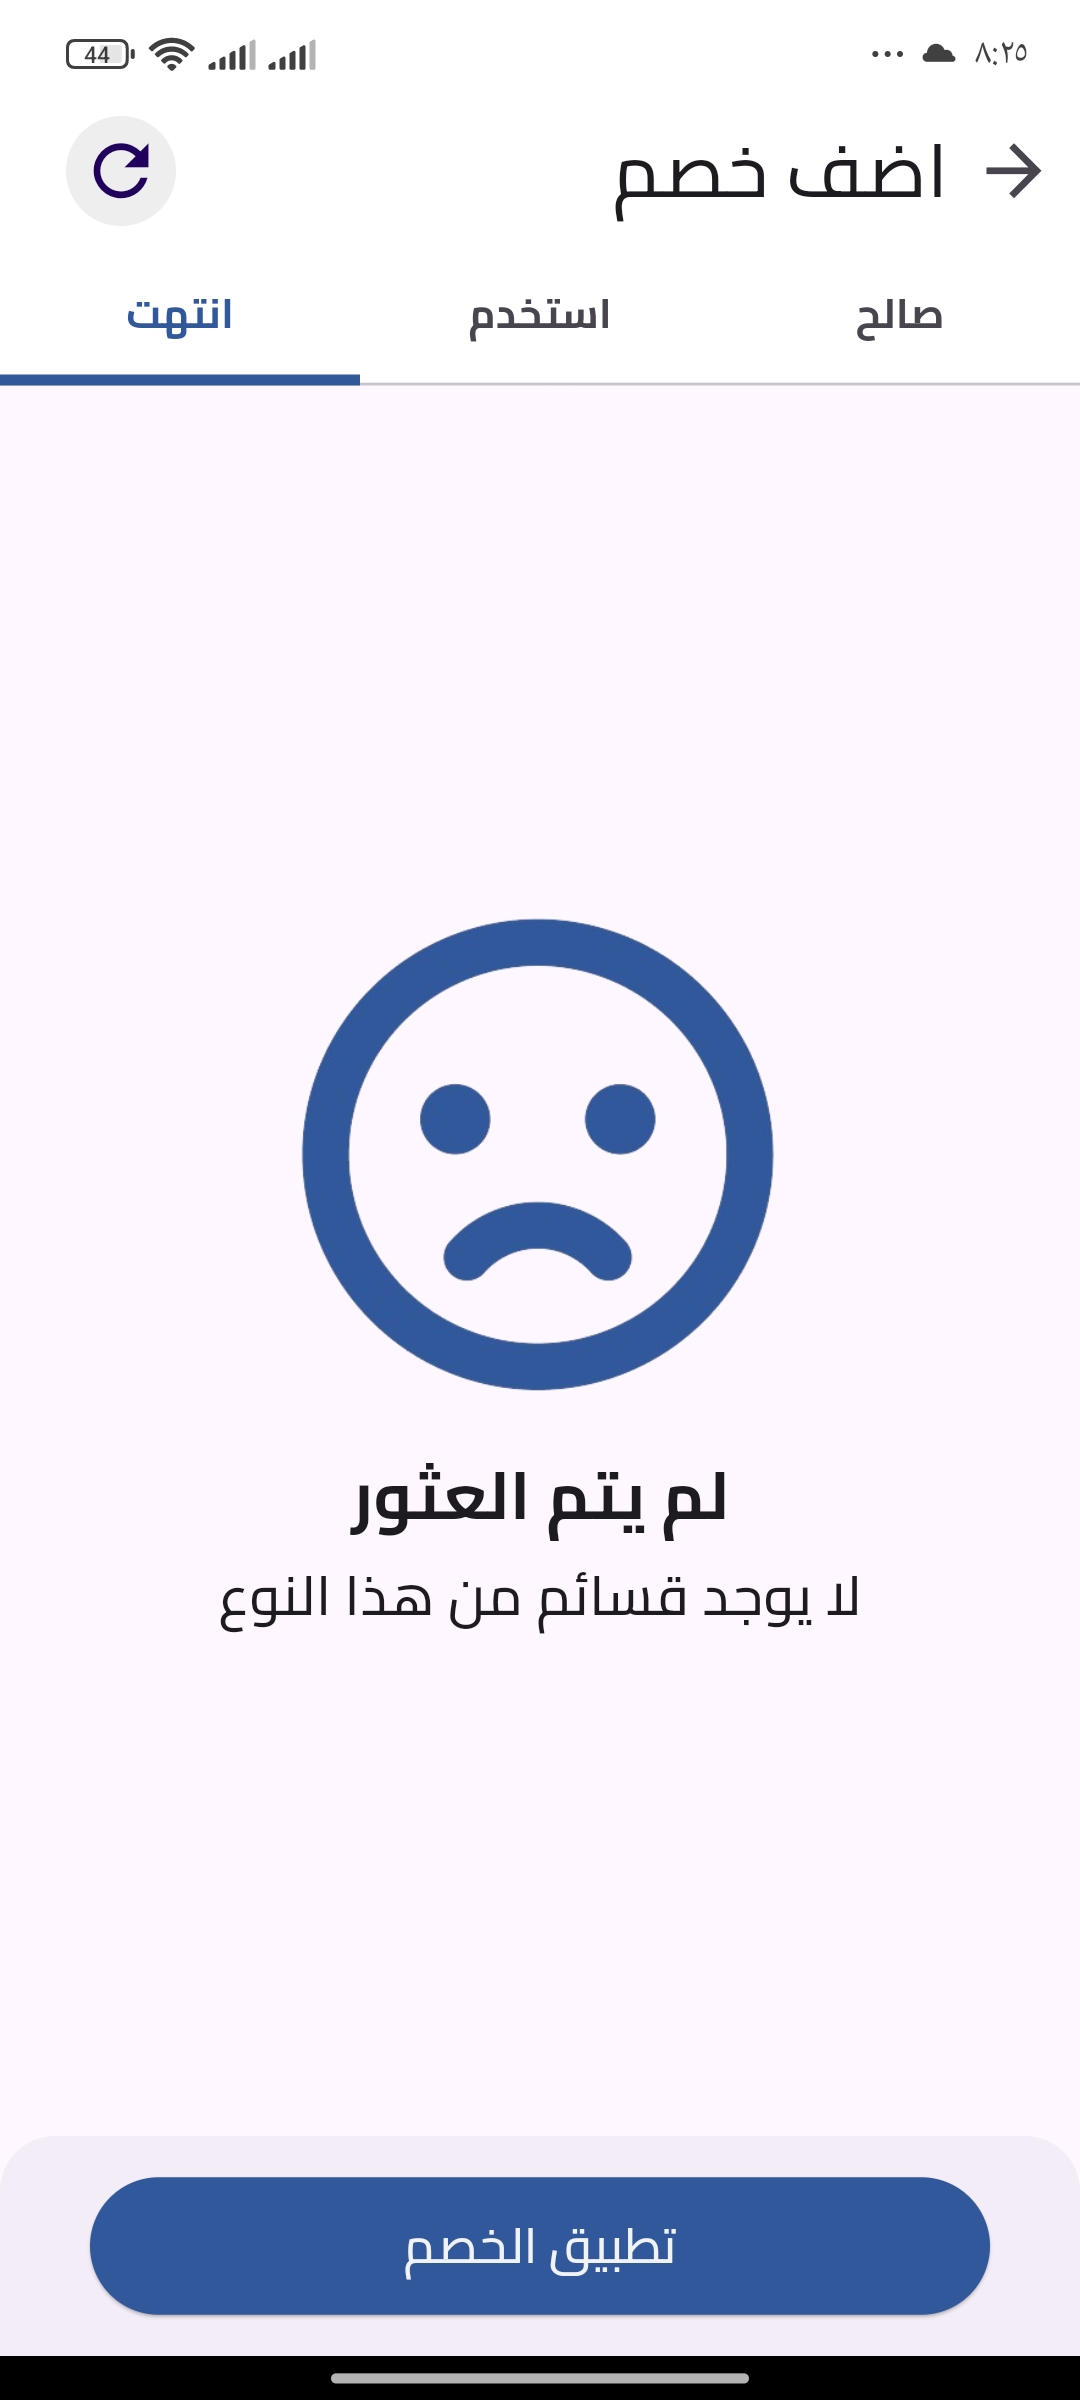 ٨:٢٥
44
اضف خصم
صالح
استخدم
انتهت
لم يتم العثور
لا يوجد قسائم من هذا النوع
تطبيق الخصم